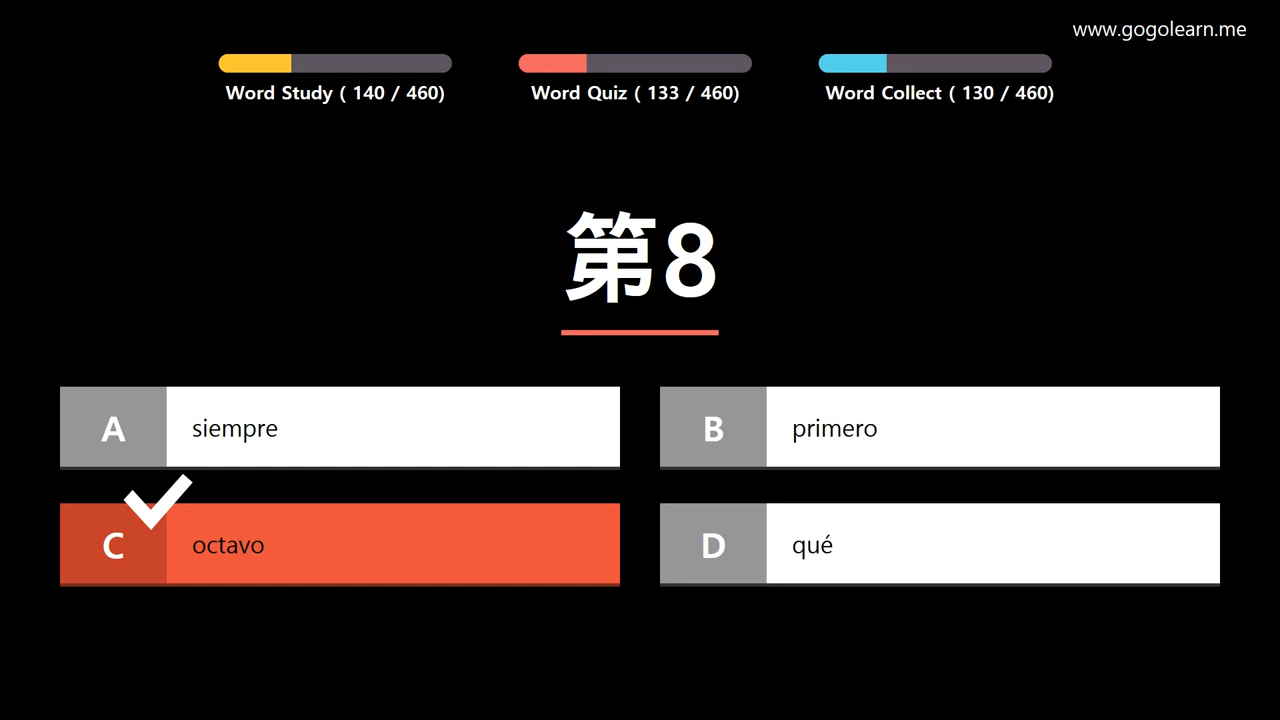 www.gogolearn.me
Word Study ( 140 / 460)
Word Quiz ( 133 / 460)
Word Collect ( 130 / 460)
第8
A siempre
B primero
C octavo
D qué